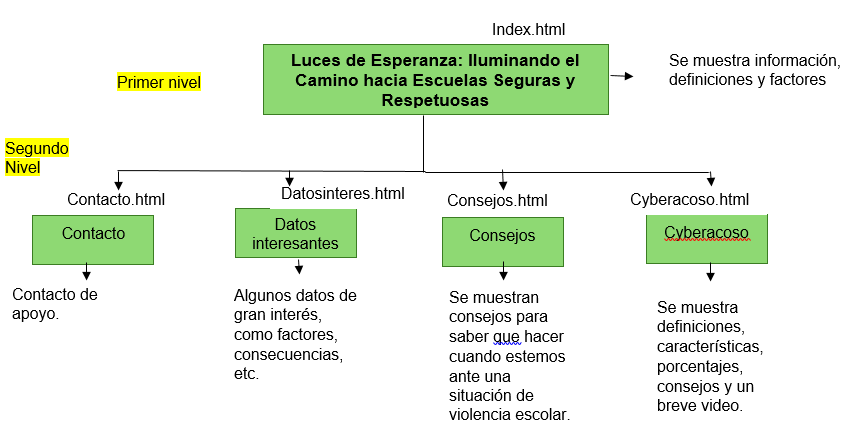 Index.html
Luces de Esperanza: Iluminando el
Camino hacia Escuelas Seguras y
Respetuosas
Se muestra información,
definiciones y factores
Primer nivel
Segundo
Nivel
Contacto.html
Contacto
Contacto de
apoyo.
Datosinteres.html
Datos
interesantes
Algunos datos de
gran interés,
como factores,
consecuencias,
etc.
Consejos.html
Consejos
Se muestran
consejos para
saber que hacer
cuando estemos
ante una
situación de
violencia escolar.
Cyberacoso.html
Cyberacoso
Se muestra
definiciones,
características,
porcentajes,
consejos y un
breve video.